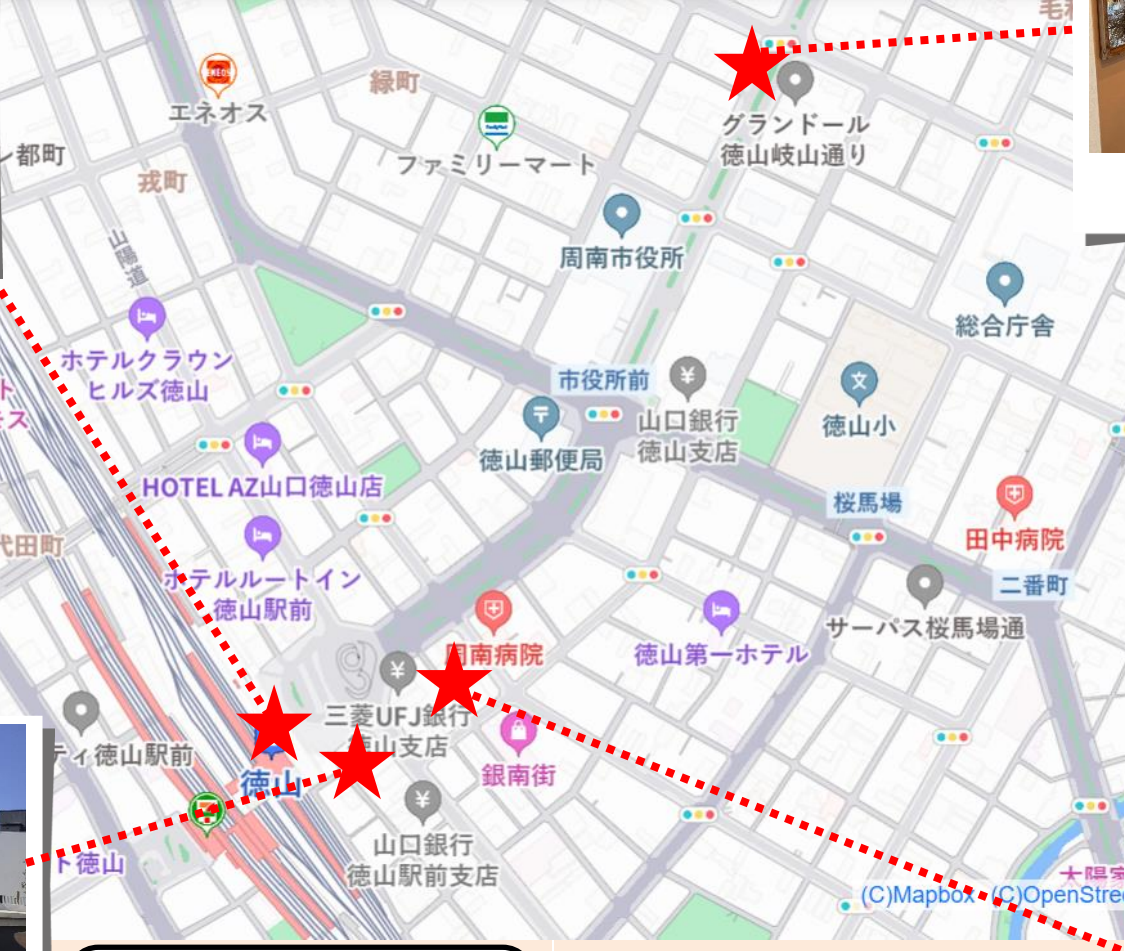 緑町
エネオス
ファミリーマート
グランドール
徳山岐山通り
都町
戎町
山陽道
周南市役所
総合庁舎
ホテルクラウン
ヒルズ徳山
市役所前
山口銀行
徳山支店
徳山小
徳山郵便局
HOTEL AZ山口徳山店
桜馬場
田中病院
代田町
ホテルルートイン
徳山駅前
二番町
サーパス桜馬場通
周南病院
徳山第一ホテル
三菱UFJ銀行
徳山支店
ティ徳山駅前
徳山
銀南街
山口銀行
徳山駅前支店
ト徳山
(C)Mapbox (C)OpenStree